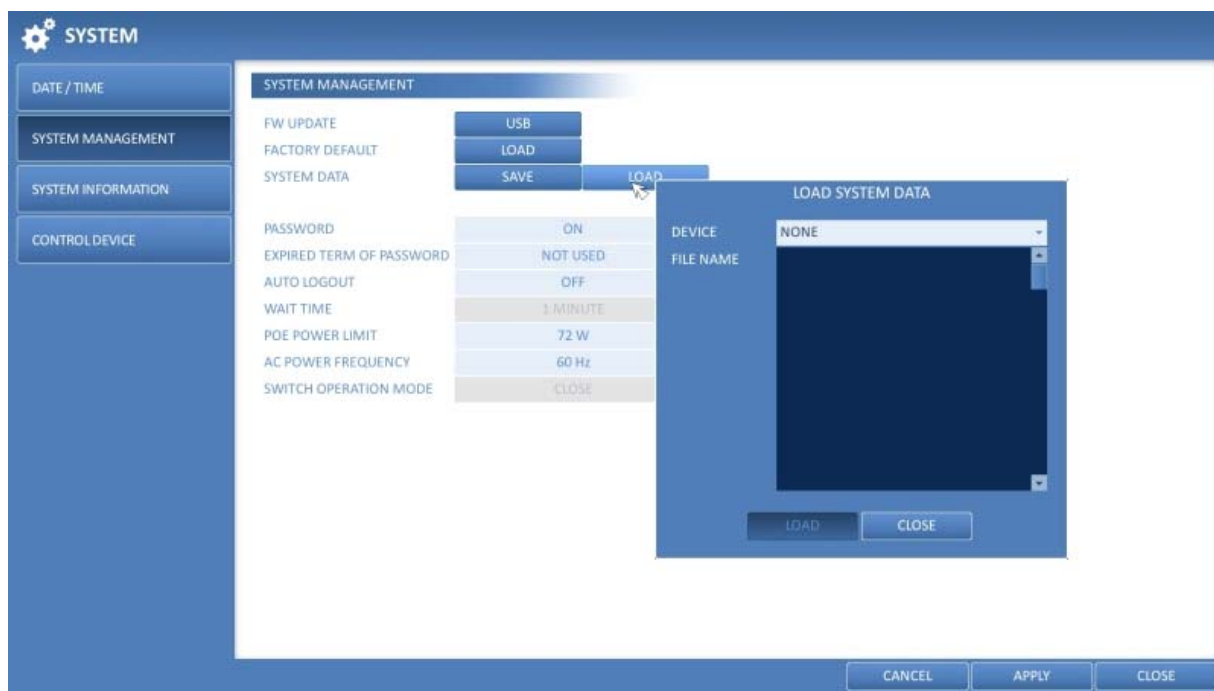 SYSTEM
DATE / TIME
SYSTEM MANAGEMENT
SYSTEM INFORMATION
CONTROL DEVICE
SYSTEM MANAGEMENT
FW UPDATE USB
FACTORY DEFAULT LOAD
SYSTEM DATA SAVE LOAD
PASSWORD ON
EXPIRED TERM OF PASSWORD NOT USED
AUTO LOGOUT OFF
WAIT TIME 1 MINUTE
POE POWER LIMIT 72 W
AC POWER FREQUENCY 60 Hz
SWITCH OPERATION MODE CLOSE
LOAD SYSTEM DATA
DEVICE NONE
FILE NAME
LOAD CLOSE
CANCEL APPLY CLOSE